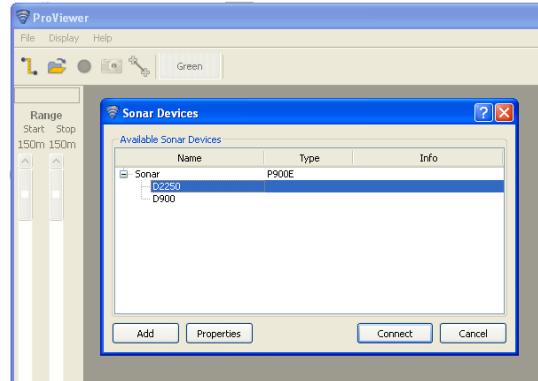 ProViewer
File Display Help
Green
Range
Start Stop
150m 150m
Sonar Devices
Available Sonar Devices
Name Type Info
Sonar P900E
D2250
D900
Add Properties Connect Cancel